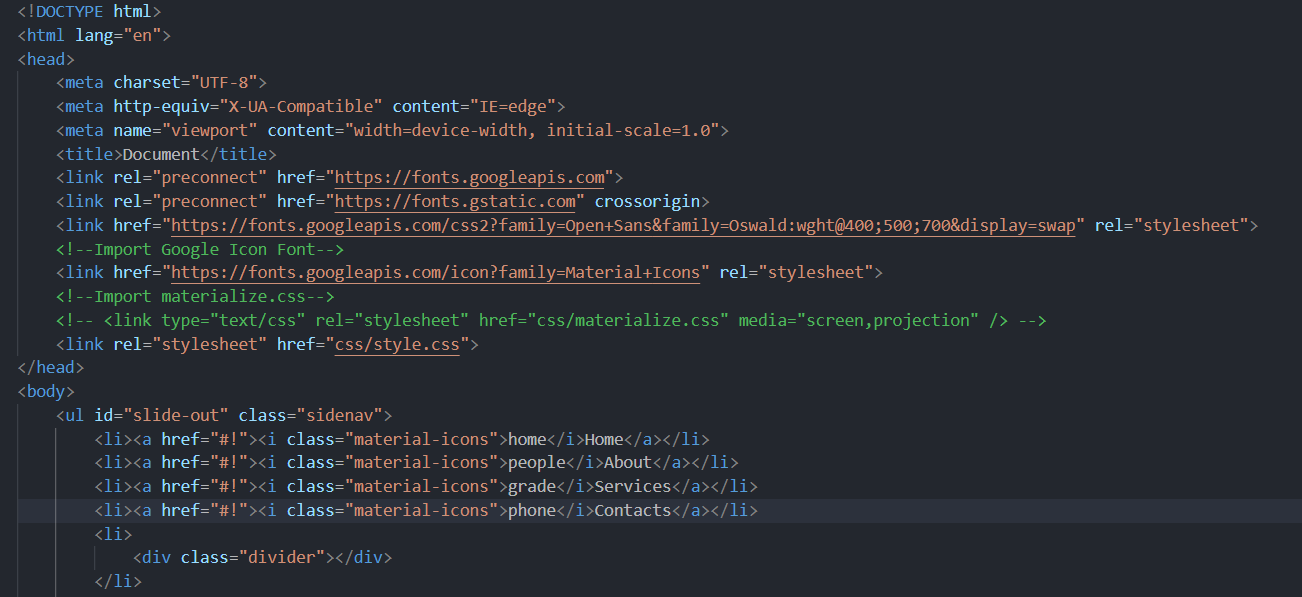 <!DOCTYPE html>
<html lang="en">
<head>
    <meta charset="UTF-8">
    <meta http-equiv="X-UA-Compatible" content="IE=edge">
    <meta name="viewport" content="width=device-width, initial-scale=1.0">
    <title>Document</title>
    <link rel="preconnect" href="https://fonts.googleapis.com">
    <link rel="preconnect" href="https://fonts.gstatic.com" crossorigin>
    <link href="https://fonts.googleapis.com/css2?family=Open+Sans&family=Oswald:wght@400;500;700&display=swap" rel="stylesheet">
    <!--Import Google Icon Font-->
    <link href="https://fonts.googleapis.com/icon?family=Material+Icons" rel="stylesheet">
    <!--Import materialize.css-->
    <!-- <link type="text/css" rel="stylesheet" href="css/materialize.css" media="screen,projection" /> -->
    <link rel="stylesheet" href="css/style.css">
</head>
<body>
    <ul id="slide-out" class="sidenav">
        <li><a href="#!"><i class="material-icons">home</i>Home</a></li>
        <li><a href="#!"><i class="material-icons">people</i>About</a></li>
        <li><a href="#!"><i class="material-icons">grade</i>Services</a></li>
        <li><a href="#!"><i class="material-icons">phone</i>Contacts</a></li>
        <li>
            <div class="divider"></div>
        </li>